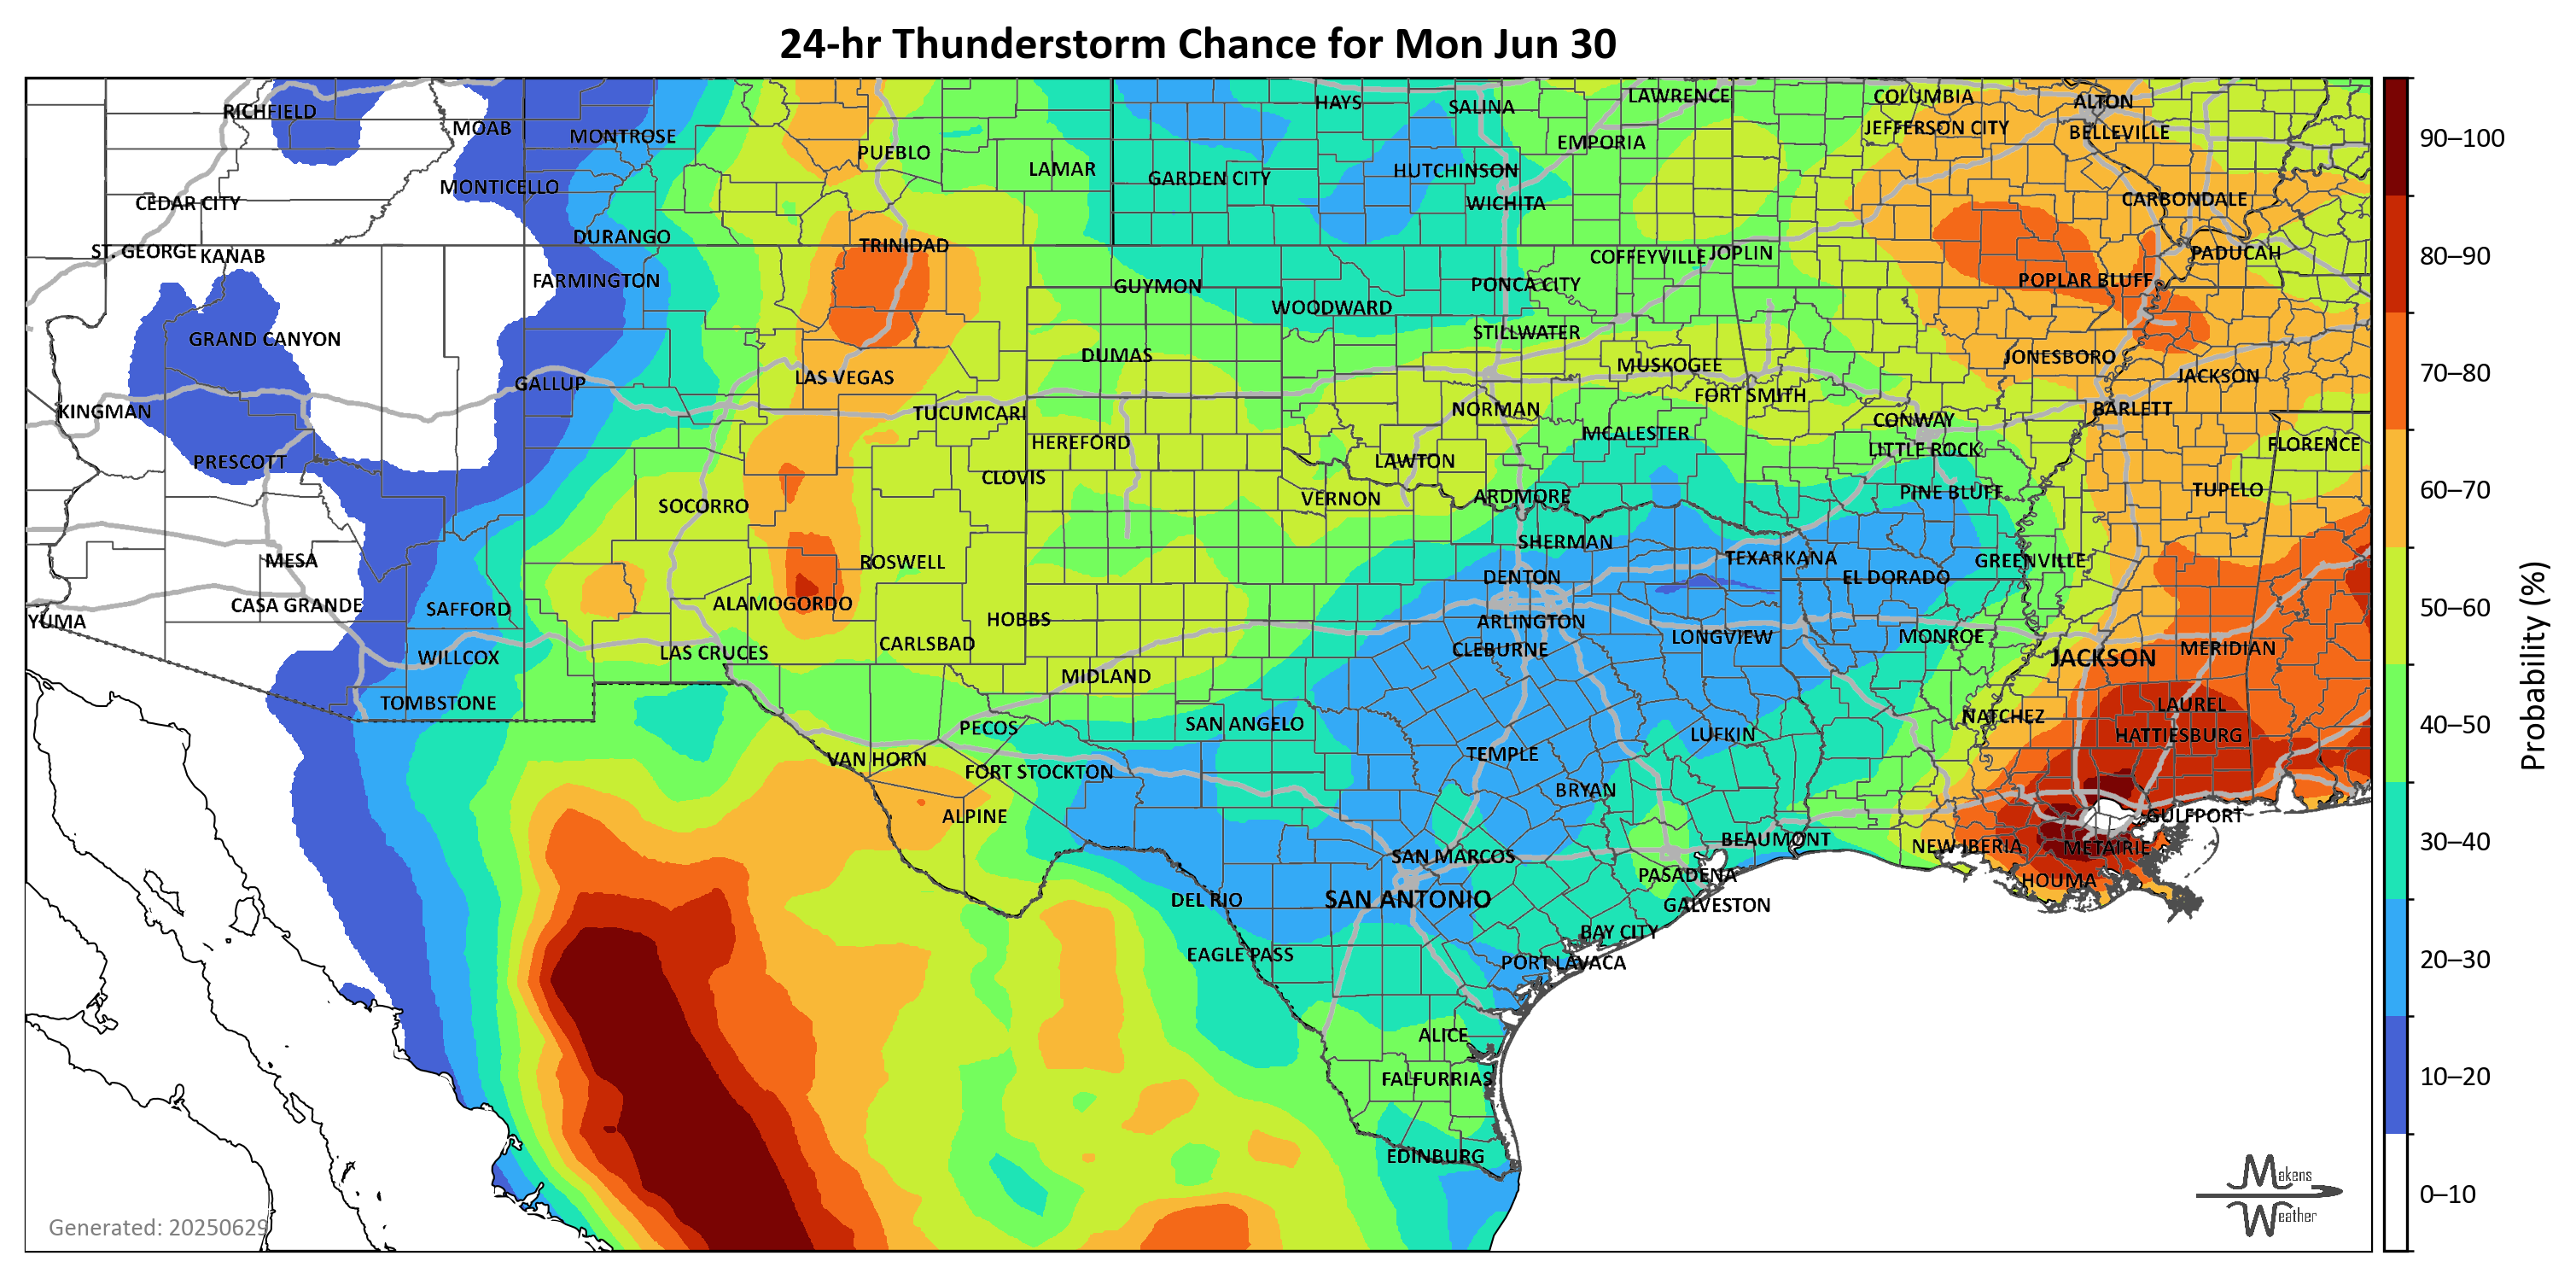 24-hr Thunderstorm Chance for Mon Jun 30
HAYS
SALINA
LAWRENCE
COLUMBIA
ALTON
RICHFIELD
MOAB
MONTROSE
JEFFERSON CITY
BELLEVILLE
90–100
PUEBLO
EMPORIA
LAMAR
GARDEN CITY
HUTCHINSON
MONTICELLO
CEDAR CITY
WICHITA
CARBONDALE
DURANGO
TRINIDAD
ST. GEORGE
KANAB
COFFEYVILLE
JOPLIN
PADUCAH
80–90
FARMINGTON
GUYMON
PONCA CITY
POPLAR BLUFF
WOODWARD
GRAND CANYON
STILLWATER
DUMAS
MUSKOGEE
JONESBORO
70–80
GALLUP
LAS VEGAS
JACKSON
FORT SMITH
KINGMAN
TUCUMCARI
NORMAN
BARLETT
CONWAY
HEREFORD
MCALESTER
LITTLE ROCK
FLORENCE
PRESCOTT
CLOVIS
LAWTON
60–70
SOCORRO
VERNON
ARDMORE
PINE BLUFF
TUPELO
MESA
ROSWELL
SHERMAN
TEXARKANA
GREENVILLE
DENTON
EL DORADO
CASA GRANDE
SAFFORD
ALAMOGORDO
50–60
YUMA
HOBBS
ARLINGTON
CARLSBAD
CLEBURNE
LONGVIEW
MONROE
WILLCOX
LAS CRUCES
JACKSON
MERIDIAN
Probability (%)
MIDLAND
TOMBSTONE
LAUREL
PECOS
SAN ANGELO
NATCHEZ
40–50
LUFKIN
HATTIESBURG
VAN HORN
TEMPLE
FORT STOCKTON
BRYAN
ALPINE
GULFPORT
BEAUMONT
NEW IBERIA
METAIRIE
30–40
SAN MARCOS
PASADENA
HOUMA
DEL RIO
SAN ANTONIO
GALVESTON
BAY CITY
EAGLE PASS
PORT LAVACA
20–30
ALICE
FALFURRIAS
10–20
EDINBURG
Makens
Weather
0–10
Generated: 20250629